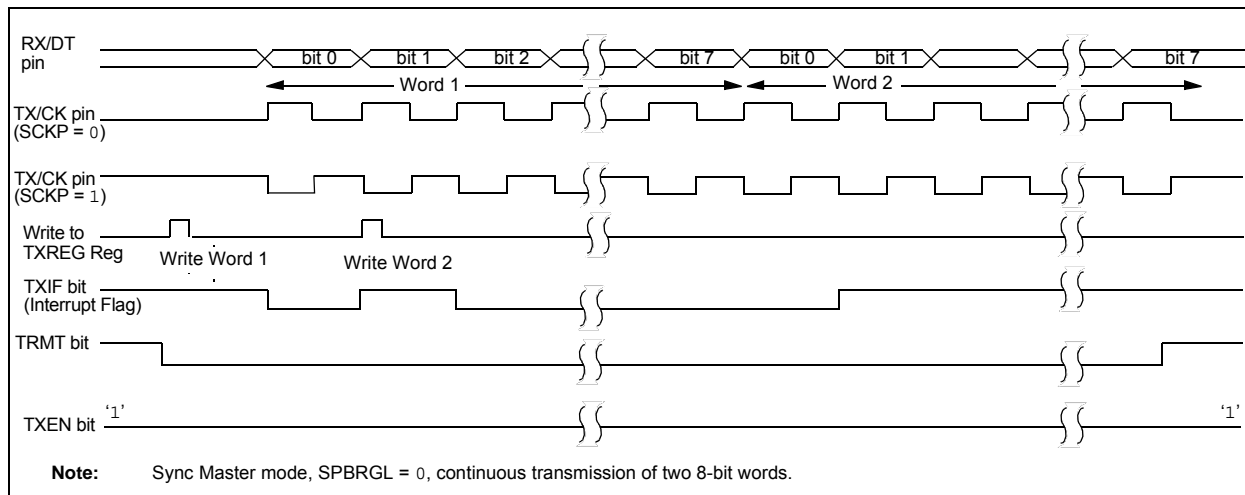 RX/DT
pin
bit 0 bit 1 bit 2 bit 7 bit 0 bit 1 bit 7
Word 1 Word 2
TX/CK pin
(SCKP = 0)
TX/CK pin
(SCKP = 1)
Write to
TXREG Reg
Write Word 1 Write Word 2
TXIF bit
(Interrupt Flag)
TRMT bit
TXEN bit ‘1’ ‘1’
Note: Sync Master mode, SPBRGL = 0, continuous transmission of two 8-bit words.